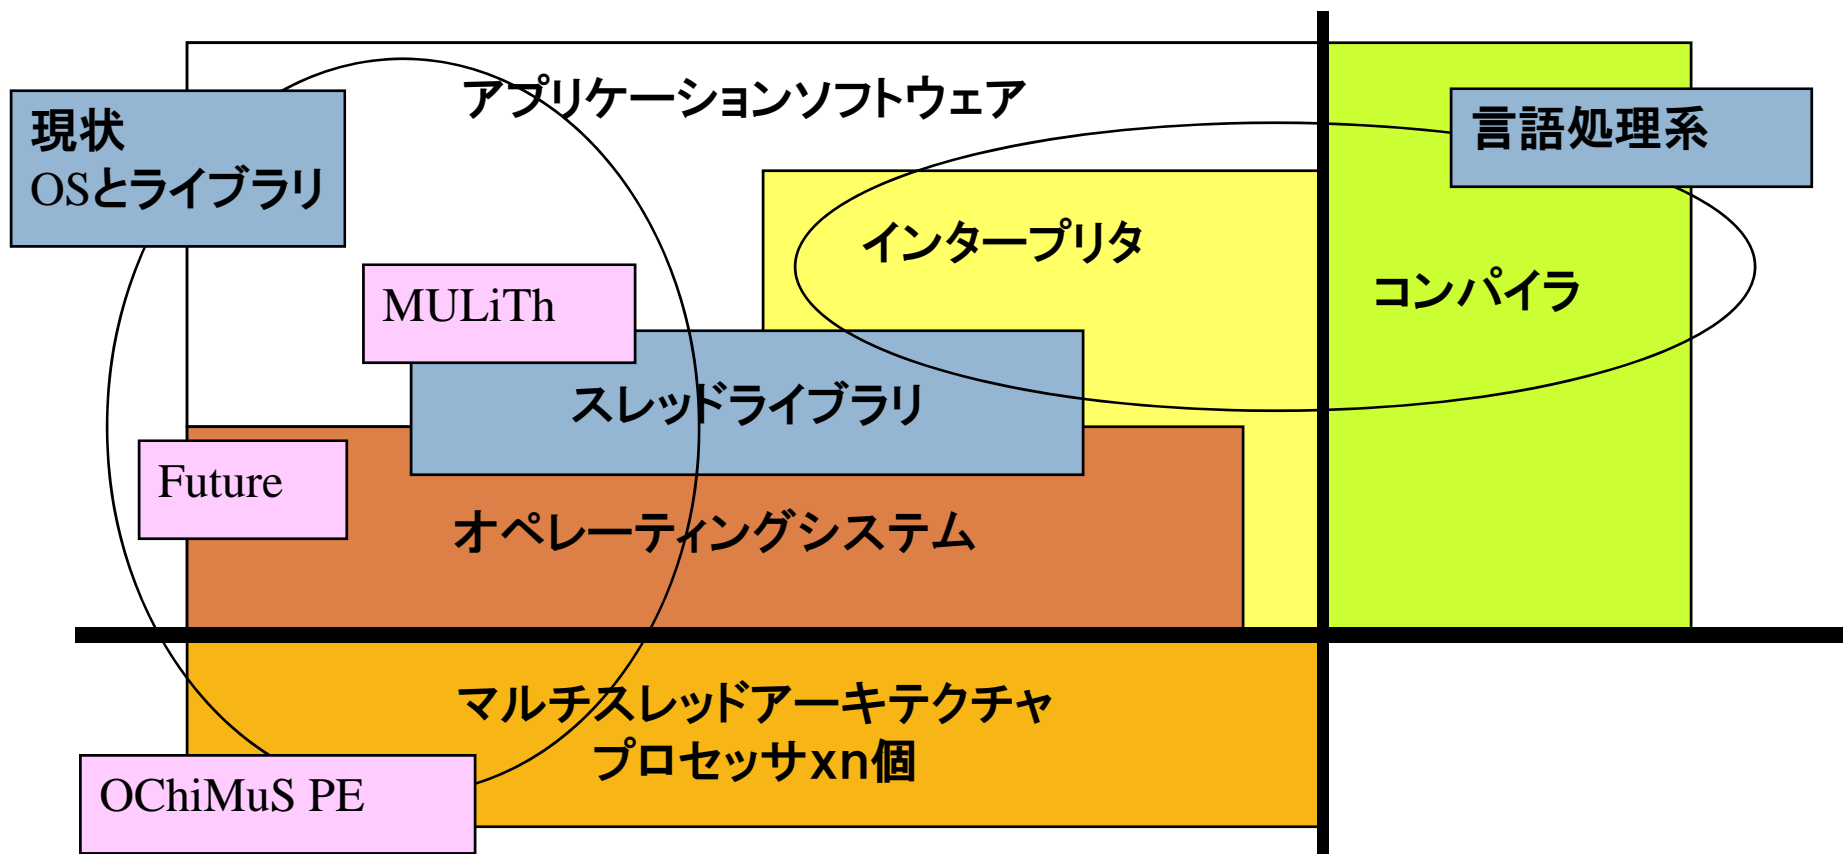 アプリケーションソフトウェア
現状
OSとライブラリ
言語処理系
インタープリタ
コンパイラ
MULiTh
スレッドライブラリ
Future
オペレーティングシステム
マルチスレッドアーキテクチャ
プロセッサxn個
OChiMuS PE